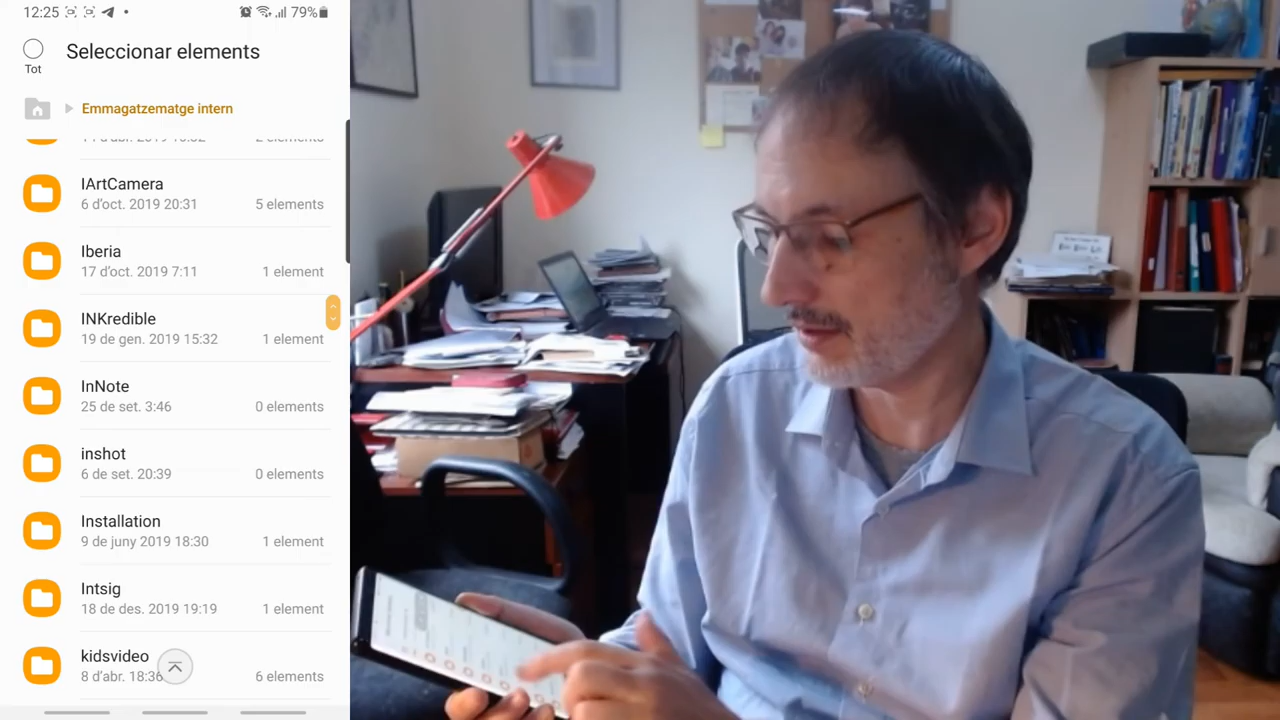 12:25 79%
Seleccionar elements
Tot
Emmagatzematge intern
IArtCamera
6 d'oct. 2019 20:31 5 elements
Iberia
17 d'oct. 2019 7:11 1 element
INKredible
19 de gen. 2019 15:32 1 element
InNote
25 de set. 3:46 0 elements
inshot
6 de set. 20:39 0 elements
Installation
9 de juny 2019 18:30 1 element
Intsig
18 de des. 2019 19:19 1 element
kidsvideo
8 d'abr. 18:36 6 elements